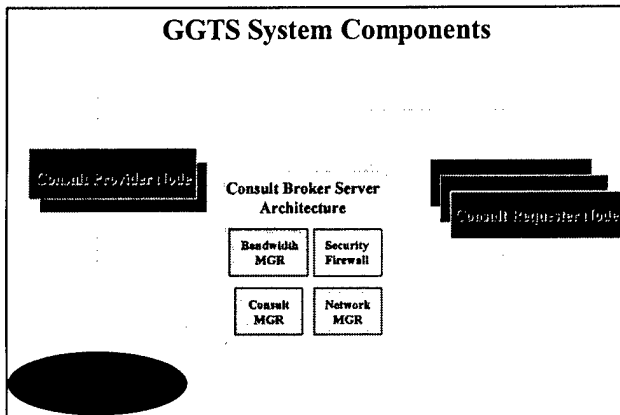 GGTS System Components
Consult Provider Node
Consult Broker Server
Architecture
Consult Requester Node
Bandwidth
MGR
Security
Firewall
Consult
MGR
Network
MGR